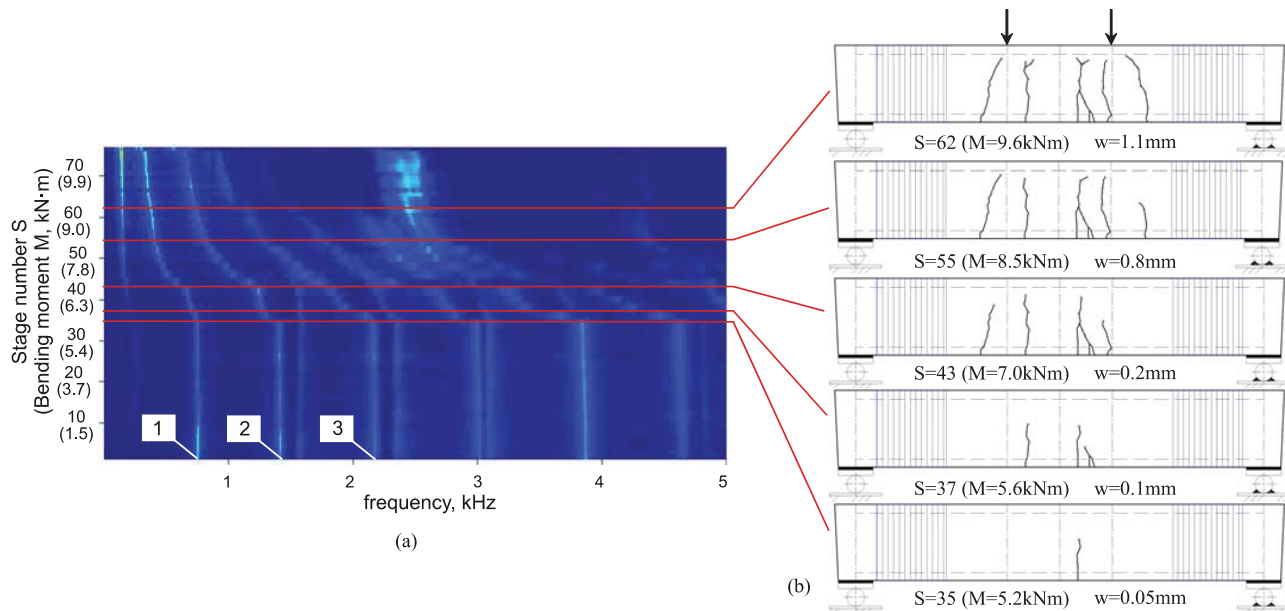 Stage number S
(Bending moment M, kN·m)
70
(9.9)
60
(9.0)
50
(7.8)
40
(6.3)
30
(5.4)
20
(3.7)
10
(1.5)
1
2
3
1
2
3
4
5
frequency, kHz
(a)
S=62 (M=9.6kNm) w=1.1mm
S=55 (M=8.5kNm) w=0.8mm
S=43 (M=7.0kNm) w=0.2mm
S=37 (M=5.6kNm) w=0.1mm
S=35 (M=5.2kNm) w=0.05mm
(b)